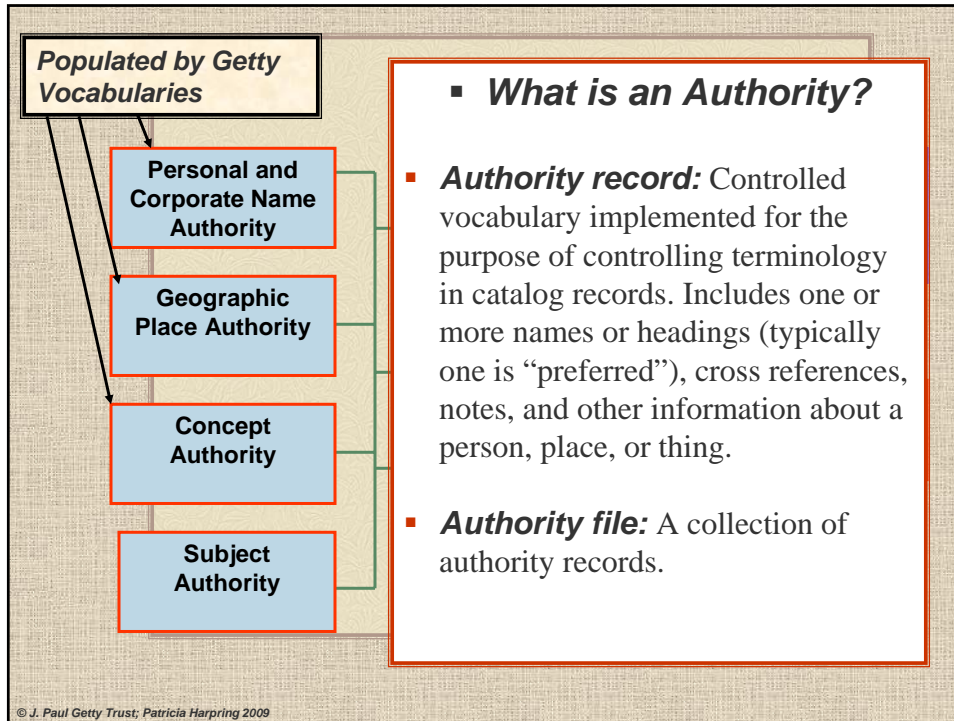 Populated by Getty
Vocabularies
Personal and
Corporate Name
Authority
Geographic
Place Authority
Concept
Authority
Subject
Authority
▪ What is an Authority?
▪ Authority record: Controlled
vocabulary implemented for the
purpose of controlling terminology
in catalog records. Includes one or
more names or headings (typically
one is “preferred”), cross references,
notes, and other information about a
person, place, or thing.
▪ Authority file: A collection of
authority records.
© J. Paul Getty Trust; Patricia Harpring 2009